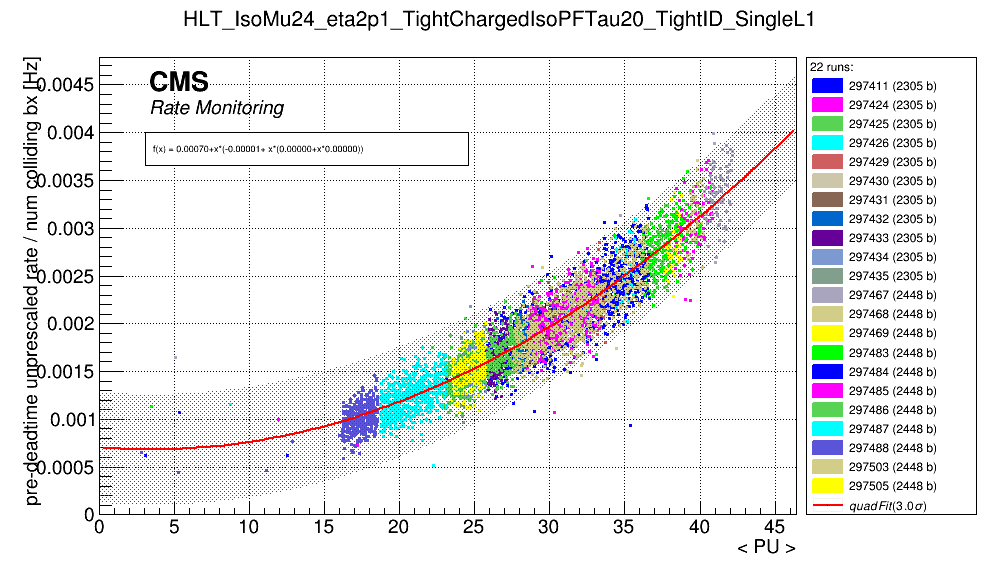 HLT_IsoMu24_eta2p1_TightChargedIsoPFTau20_TightID_SingleL1
pre-deadtime unprescaled rate / num colliding bx [Hz]
CMS
Rate Monitoring
f(x) = 0.00070+x*(-0.00001+ x*(0.00000+x*0.00000))
0.0045
0.004
0.0035
0.003
0.0025
0.002
0.0015
0.001
0.0005
0
0 5 10 15 20 25 30 35 40 45
< PU >
22 runs:
297411 (2305 b)
297424 (2305 b)
297425 (2305 b)
297426 (2305 b)
297429 (2305 b)
297430 (2305 b)
297431 (2305 b)
297432 (2305 b)
297433 (2305 b)
297434 (2305 b)
297435 (2305 b)
297467 (2448 b)
297468 (2448 b)
297469 (2448 b)
297483 (2448 b)
297484 (2448 b)
297485 (2448 b)
297486 (2448 b)
297487 (2448 b)
297488 (2448 b)
297503 (2448 b)
297505 (2448 b)
quadFit(3.0σ)